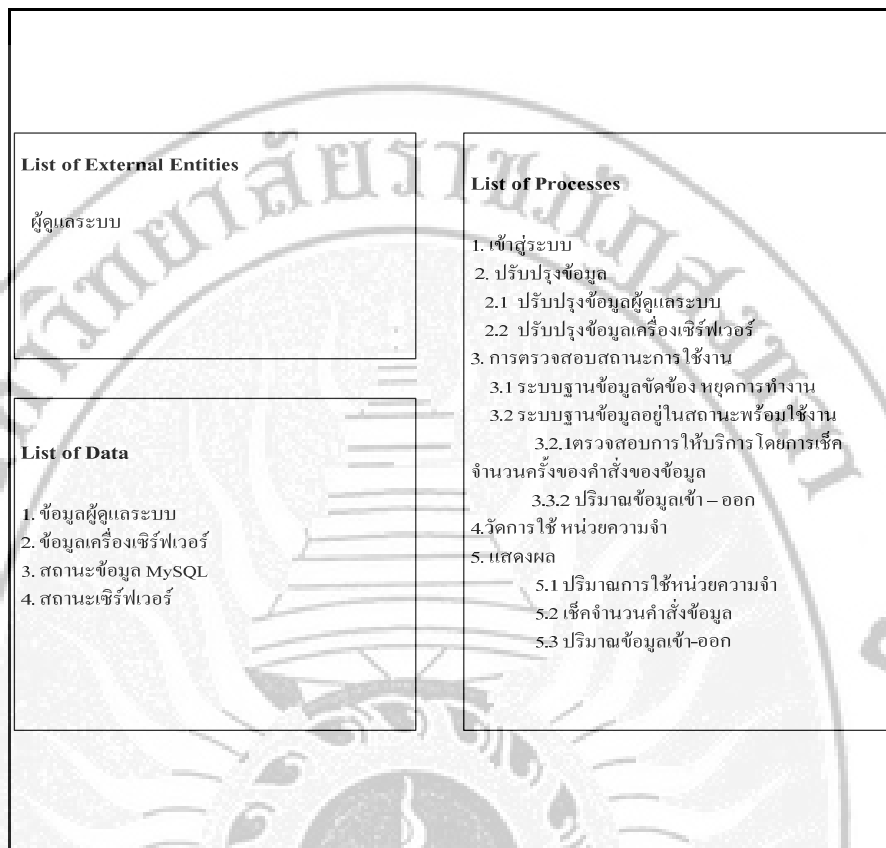 List of External Entities
ผู้ดูแลระบบ
List of Data
1. ข้อมูลผู้ดูแลระบบ
2. ข้อมูลเครื่องเซิร์ฟเวอร์
3. สถานะข้อมูล MySQL
4. สถานะเซิร์ฟเวอร์
List of Processes
1. เข้าสู่ระบบ
2. ปรับปรุงข้อมูล
2.1 ปรับปรุงข้อมูลผู้ดูแลระบบ
2.2 ปรับปรุงข้อมูลเครื่องเซิร์ฟเวอร์
3. การตรวจสอบสถานะการใช้งาน
3.1 ระบบฐานข้อมูลขัดข้อง หยุดการทำงาน
3.2 ระบบฐานข้อมูลอยู่ในสถานะพร้อมใช้งาน
3.2.1ตรวจสอบการให้บริการโดยการเช็ค
จำนวนครั้งของคำสั่งของข้อมูล
3.3.2 ปริมาณข้อมูลเข้า – ออก
4.วัดการใช้ หน่วยความจำ
5. แสดงผล
5.1 ปริมาณการใช้หน่วยความจำ
5.2 เช็คจำนวนคำสั่งข้อมูล
5.3 ปริมาณข้อมูลเข้า-ออก